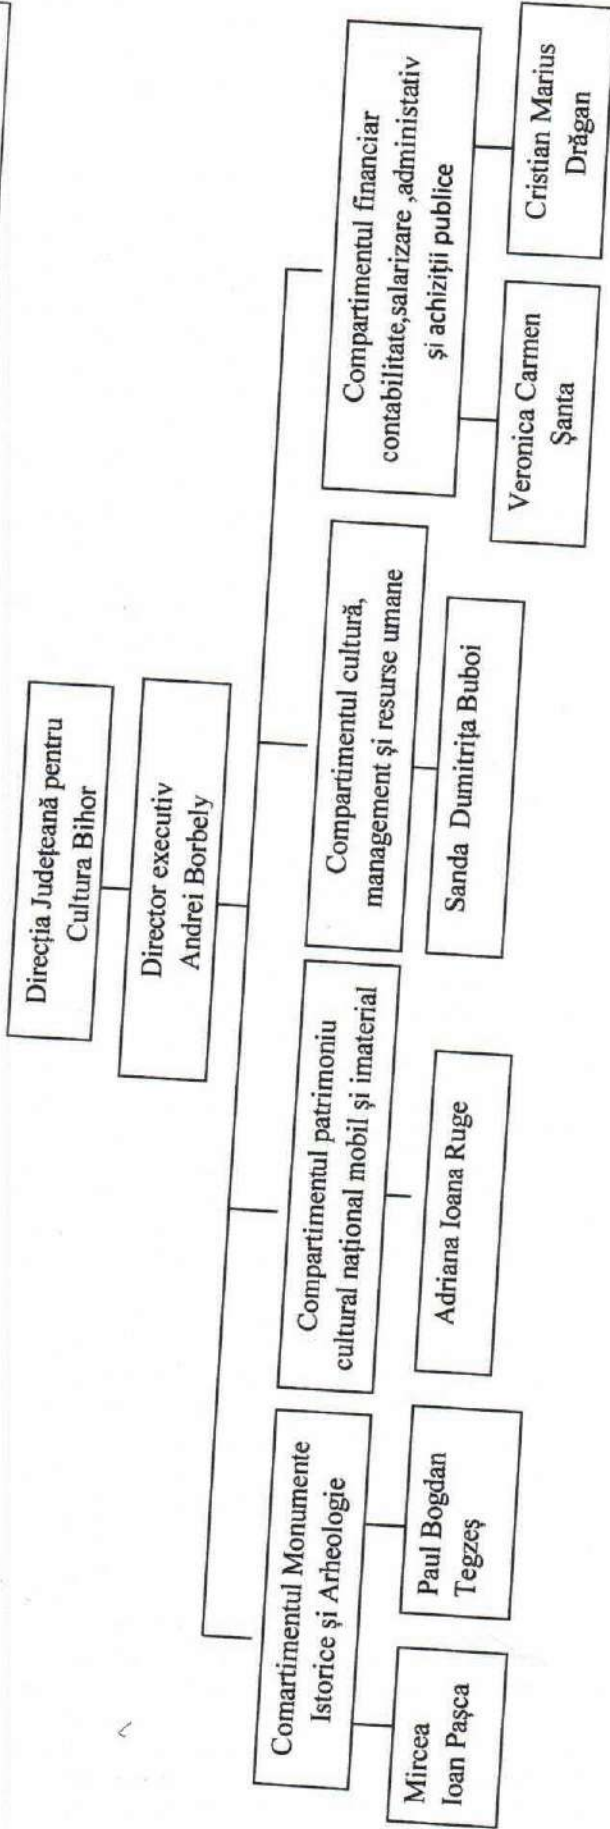 Direcția Județeană pentru
Cultura Bihor
Director executiv
Andrei Borbely
Comartimentul Monumente
Istorice și Arheologie
Compartimentul patrimoniu
cultural național mobil și imaterial
Compartimentul cultură,
management și resurse umane
Compartimentul financiar
contabilitate,salarizare ,administativ
și achiziții publice
Mircea
Ioan Pașca
Paul Bogdan
Tegzeș
Adriana Ioana Ruge
Sanda Dumitrița Buboi
Veronica Carmen
Șanta
Cristian Marius
Drăgan